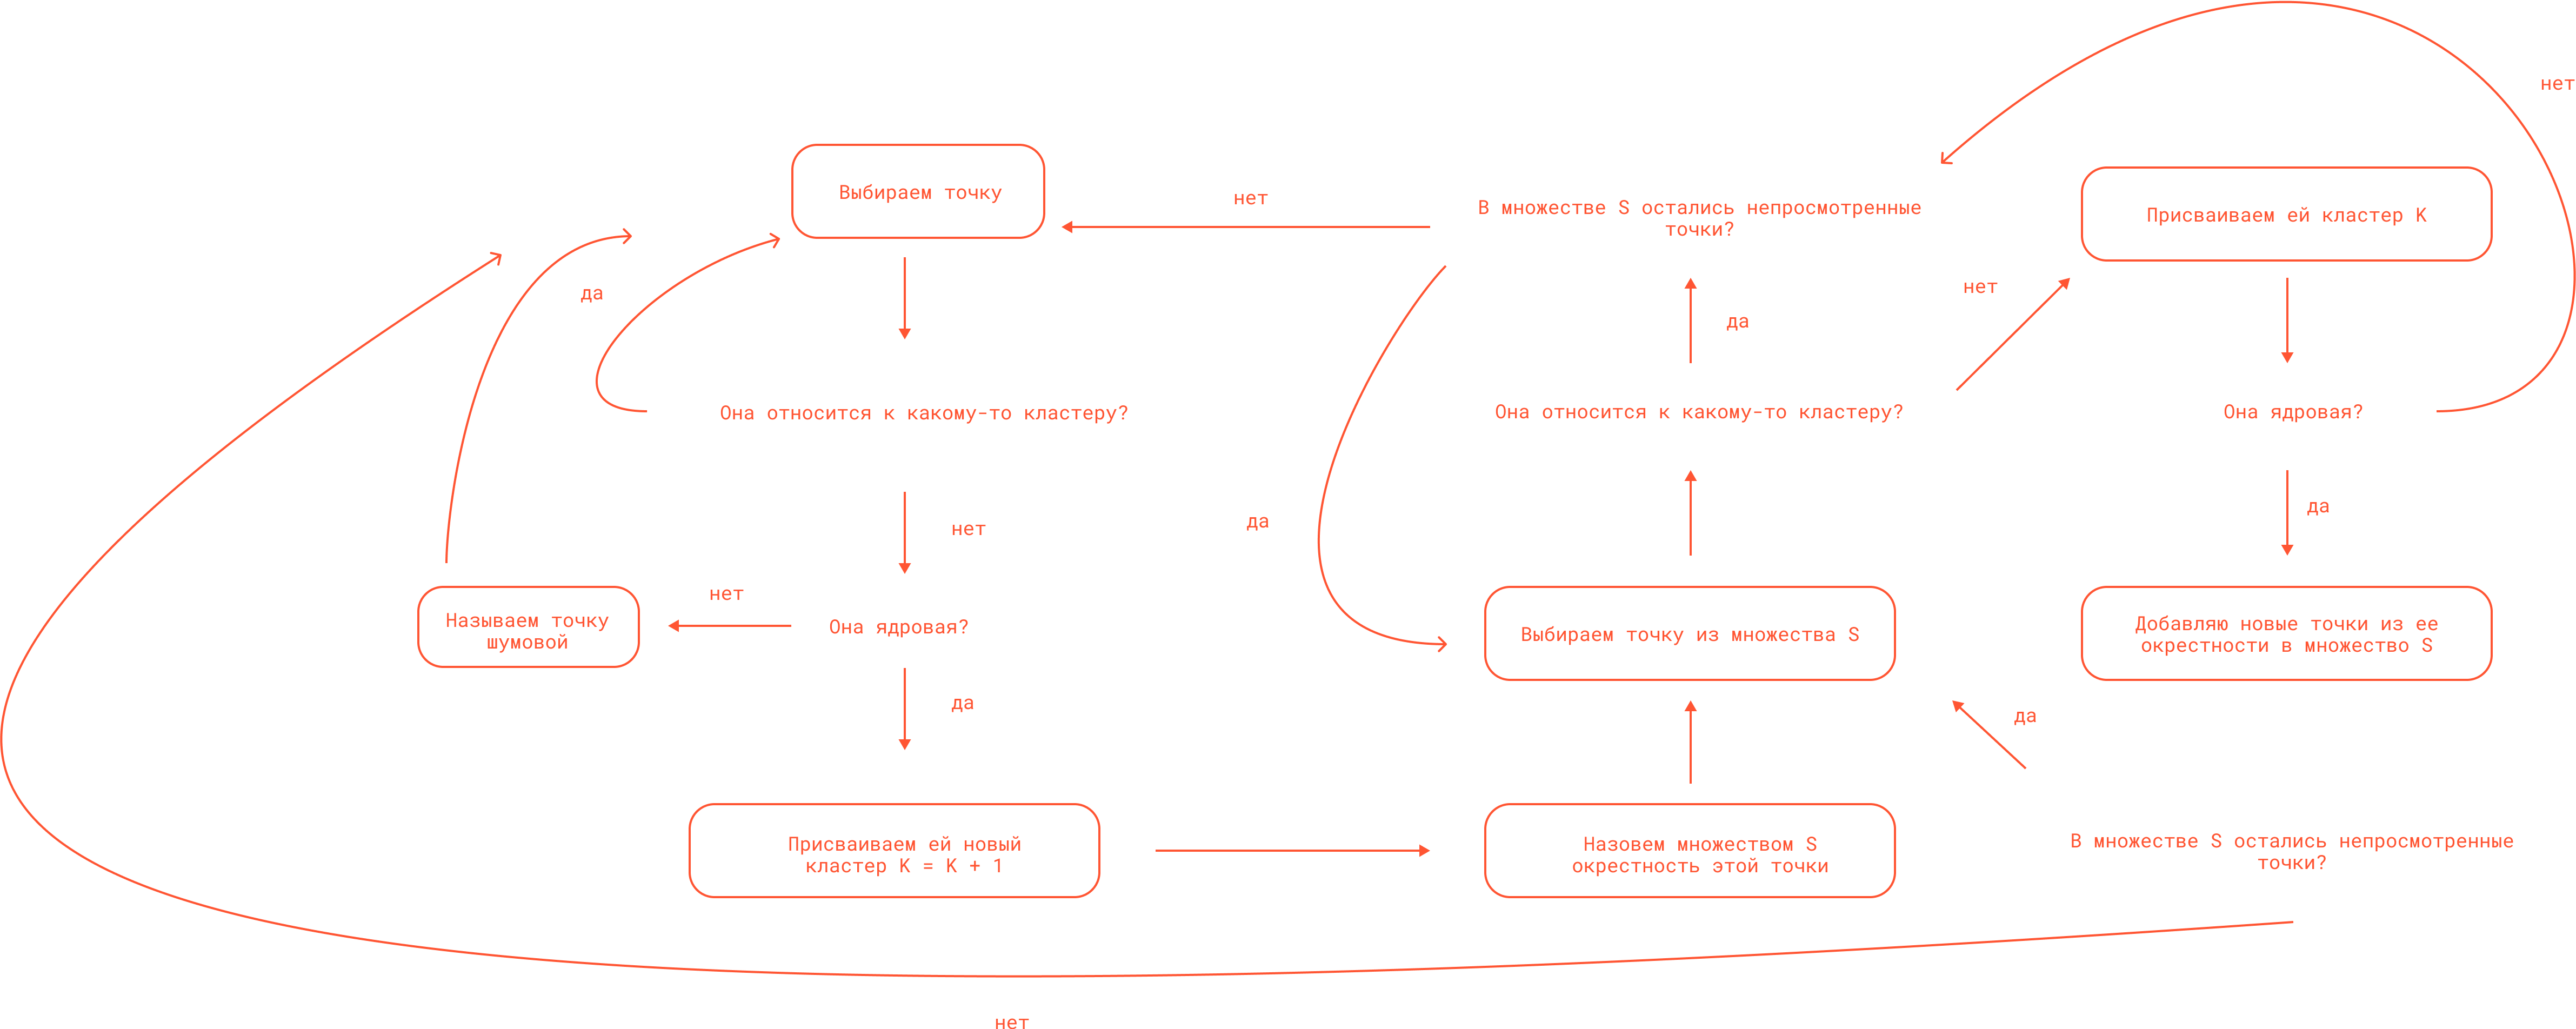 нет
Выбираем точку
нет
В множестве S остались непросмотренные
точки?
Присваиваем ей кластер K
да
да
нет
Она относится к какому-то кластеру?
Она относится к какому-то кластеру?
Она ядровая?
да
нет
да
нет
Называем точку
шумовой
Она ядровая?
Выбираем точку из множества S
Добавляю новые точки из ее
окрестности в множество S
да
да
Присваиваем ей новый
кластер K = K + 1
Назовем множеством S
окрестность этой точки
В множестве S остались непросмотренные
точки?
нет